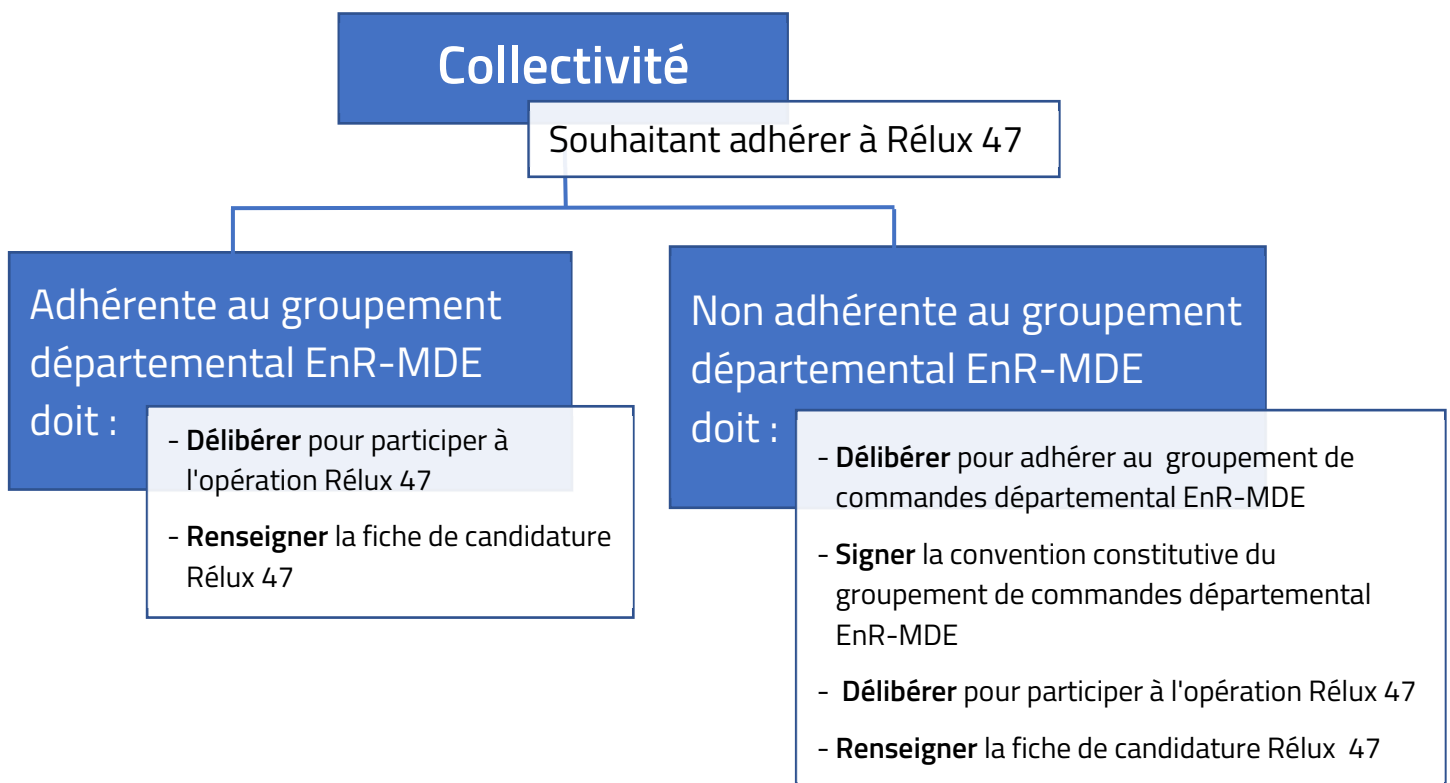 Collectivité
Souhaitant adhérer à Rélux 47
Adhérente au groupement
départemental EnR-MDE
doit :
- Délibérer pour participer à
l'opération Rélux 47
- Renseigner la fiche de candidature
Rélux 47
Non adhérente au groupement
départemental EnR-MDE
doit :
- Délibérer pour adhérer au groupement de
commandes départemental EnR-MDE
- Signer la convention constitutive du
groupement de commandes départemental
EnR-MDE
- Délibérer pour participer à l'opération Rélux 47
- Renseigner la fiche de candidature Rélux 47